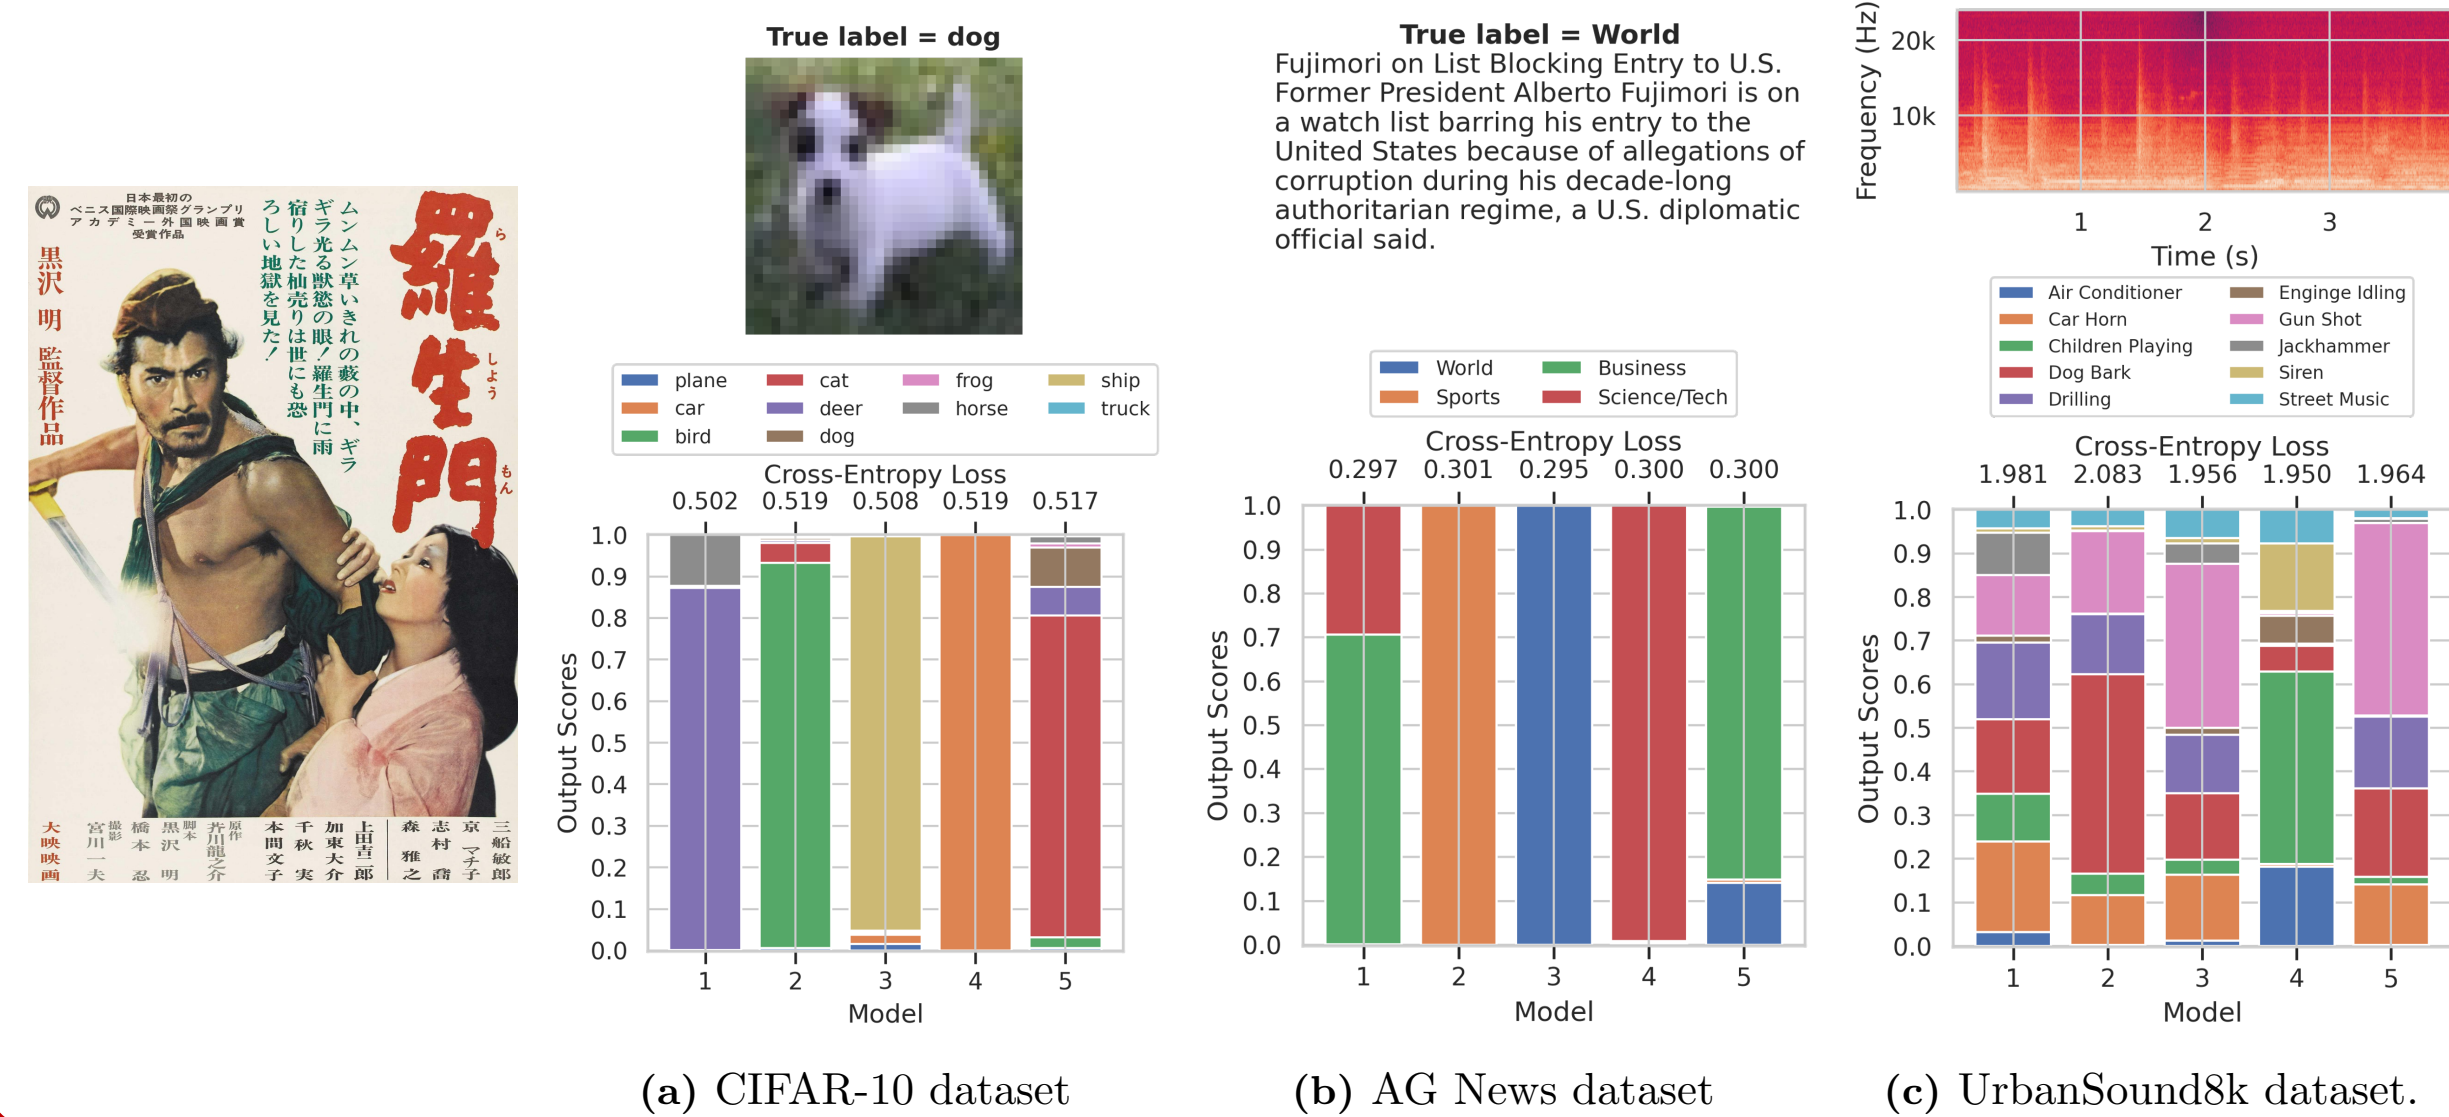 日本最初の
ベニス国際映画祭グランプリ
アカデミー外国映画賞
受賞作品
羅生門
らしょうもん
ムンムン草いきれの藪の中、ギラ
ギラ光る獣慾の眼!羅生門に雨
宿りした杣売りは世にも恐
ろしい地獄を見た!
黒沢 明 監督作品
三船敏郎
京マチ子
志村喬
森雅之
上田吉二郎
加東大介
千秋実
本間文子
原作
芥川龍之介
脚本
黒沢明
橋本忍
撮影
宮川一夫
大映映画
True label = dog
plane cat frog ship
car deer horse truck
bird dog
Cross-Entropy Loss
0.502 0.519 0.508 0.519 0.517
1.0
0.9
0.8
0.7
0.6
0.5
0.4
0.3
0.2
0.1
0.0
Output Scores
1 2 3 4 5
Model
(a) CIFAR-10 dataset
True label = World
Fujimori on List Blocking Entry to U.S.
Former President Alberto Fujimori is on
a watch list barring his entry to the
United States because of allegations of
corruption during his decade-long
authoritarian regime, a U.S. diplomatic
official said.
World Business
Sports Science/Tech
Cross-Entropy Loss
0.297 0.301 0.295 0.300 0.300
1.0
0.9
0.8
0.7
0.6
0.5
0.4
0.3
0.2
0.1
0.0
Output Scores
1 2 3 4 5
Model
(b) AG News dataset
Frequency (Hz)
20k
10k
1 2 3
Time (s)
Air Conditioner Enginge Idling
Car Horn Gun Shot
Children Playing Jackhammer
Dog Bark Siren
Drilling Street Music
Cross-Entropy Loss
1.981 2.083 1.956 1.950 1.964
1.0
0.9
0.8
0.7
0.6
0.5
0.4
0.3
0.2
0.1
0.0
Output Scores
1 2 3 4 5
Model
(c) UrbanSound8k dataset.